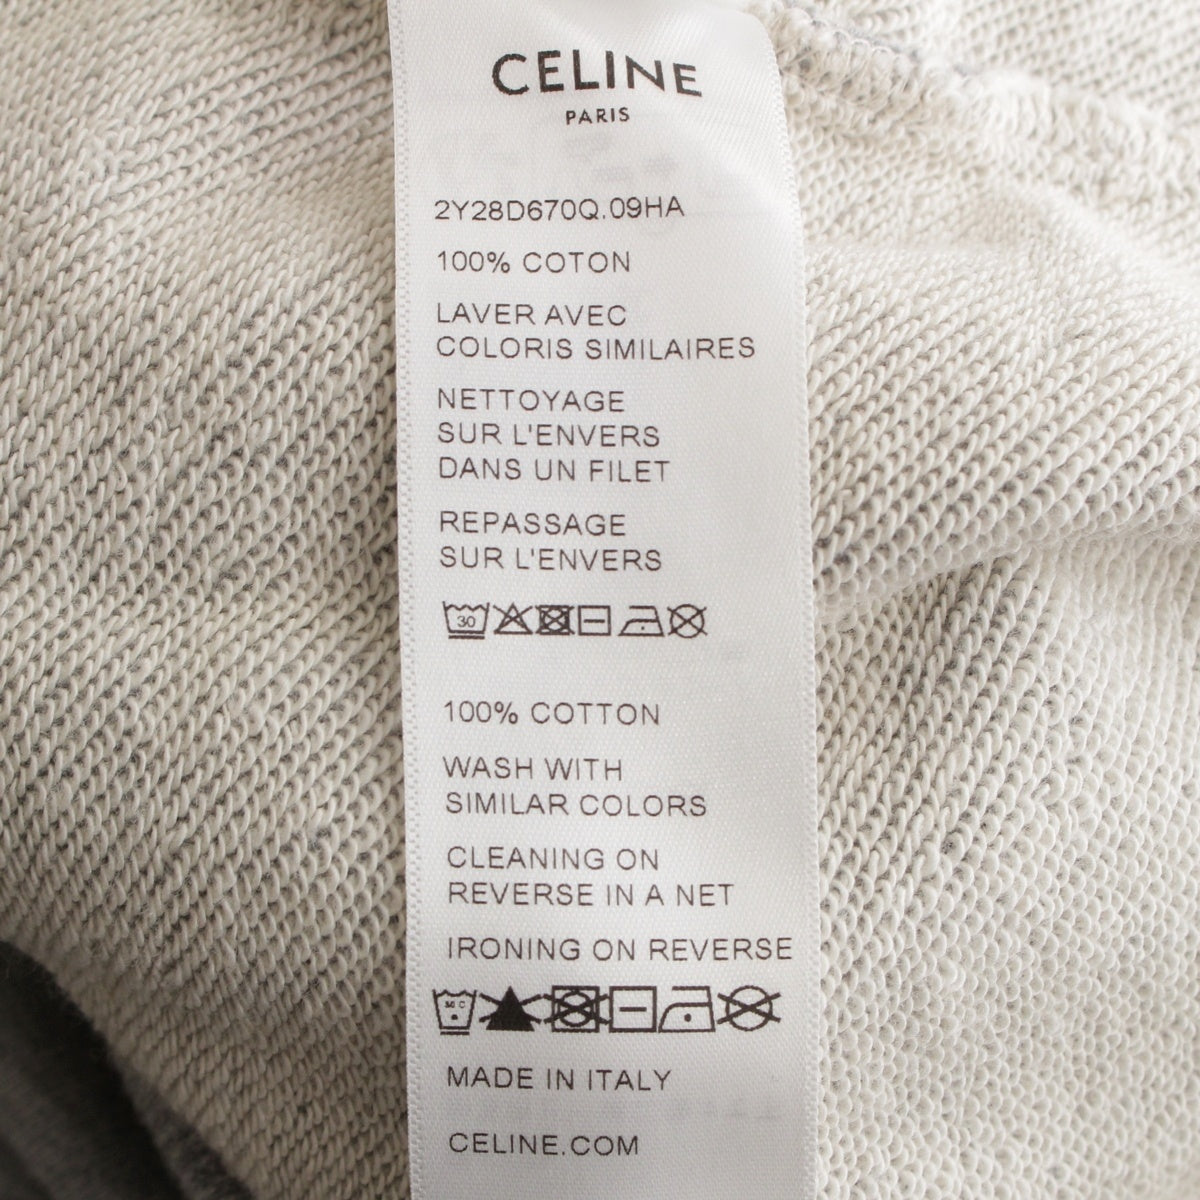 CELINE
PARIS
2Y28D670Q.09HA
100% COTON
LAVER AVEC
COLORIS SIMILAIRES
NETTOYAGE
SUR L'ENVERS
DANS UN FILET
REPASSAGE
SUR L'ENVERS
30
100% COTTON
WASH WITH
SIMILAR COLORS
CLEANING ON
REVERSE IN A NET
IRONING ON REVERSE
MC
MADE IN ITALY
CELINE.COM